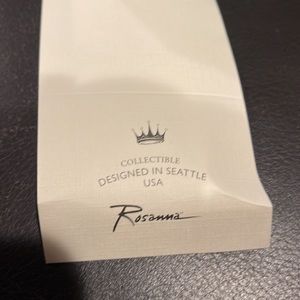 COLLECTIBLE
DESIGNED IN SEATTLE
USA
Rosanna